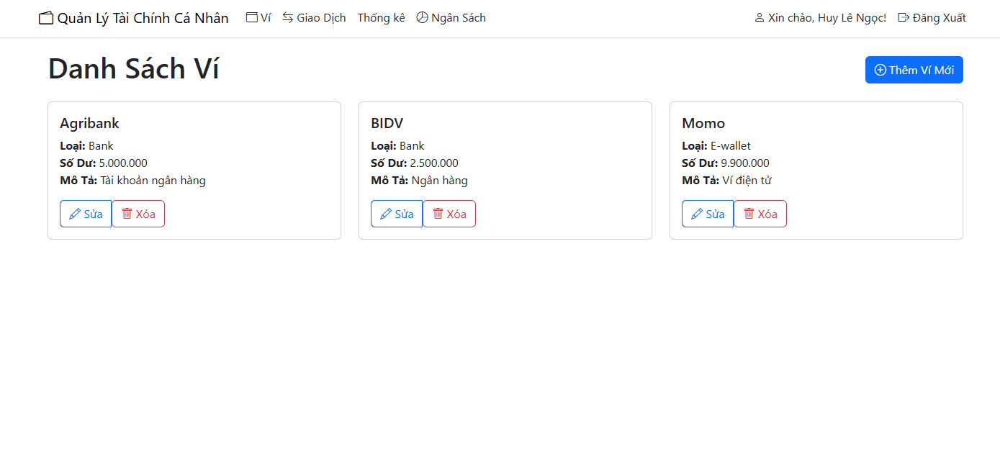 Quản Lý Tài Chính Cá Nhân Ví Giao Dịch Thống kê Ngân Sách Xin chào, Huy Lê Ngọc! Đăng Xuất
Danh Sách Ví
Thêm Ví Mới
Agribank
Loại: Bank
Số Dư: 5.000.000
Mô Tả: Tài khoản ngân hàng
Sửa Xóa
BIDV
Loại: Bank
Số Dư: 2.500.000
Mô Tả: Ngân hàng
Sửa Xóa
Momo
Loại: E-wallet
Số Dư: 9.900.000
Mô Tả: Ví điện tử
Sửa Xóa